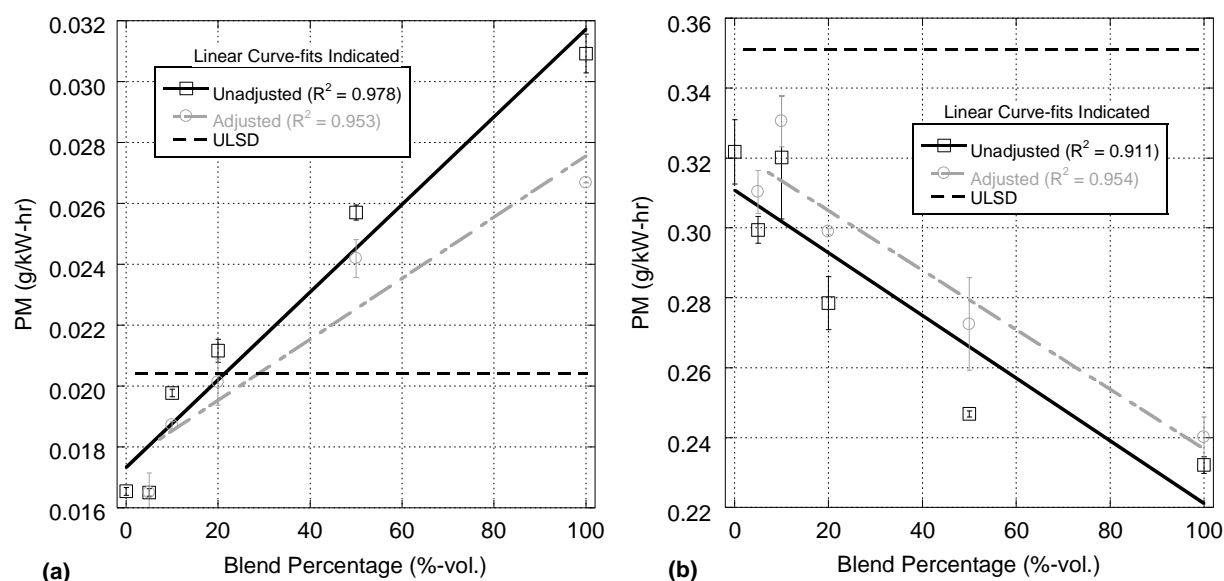 0.032
0.030
0.028
0.026
0.024
0.022
0.020
0.018
0.016
PM (g/kW-hr)
Linear Curve-fits Indicated
Unadjusted (R² = 0.978)
Adjusted (R² = 0.953)
ULSD
0 20 40 60 80 100
Blend Percentage (%-vol.)
(a)
0.36
0.34
0.32
0.30
0.28
0.26
0.24
0.22
PM (g/kW-hr)
Linear Curve-fits Indicated
Unadjusted (R² = 0.911)
Adjusted (R² = 0.954)
ULSD
0 20 40 60 80 100
Blend Percentage (%-vol.)
(b)